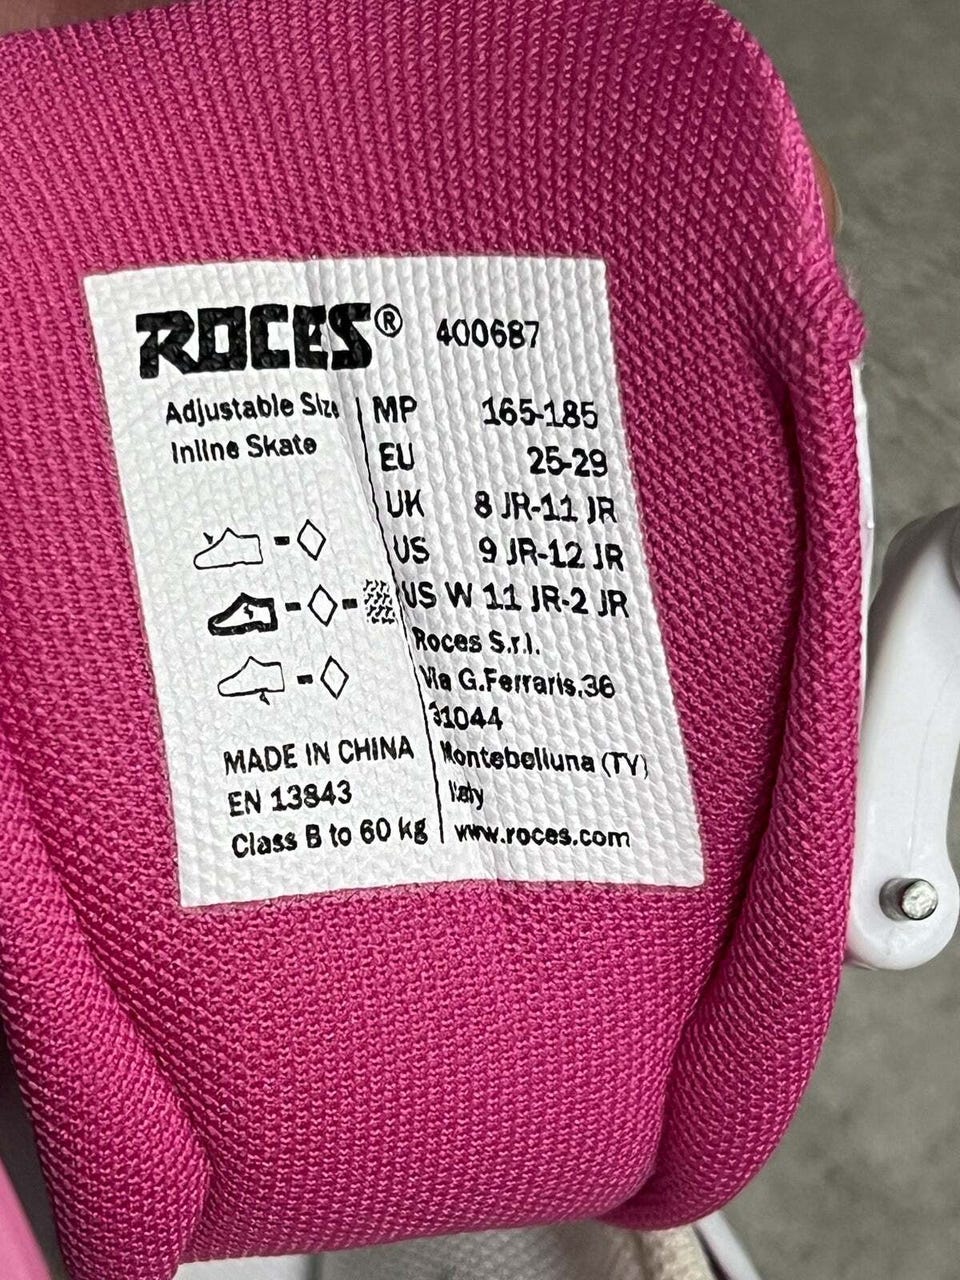 ROCES® 400687
Adjustable Size
Inline Skate
MP 165-185
EU 25-29
UK 8 JR-11 JR
US 9 JR-12 JR
US W 11 JR-2 JR
Roces S.r.l.
Via G.Ferraris,36
31044
Montebelluna (TV)
Italy
www.roces.com
MADE IN CHINA
EN 13843
Class B to 60 kg